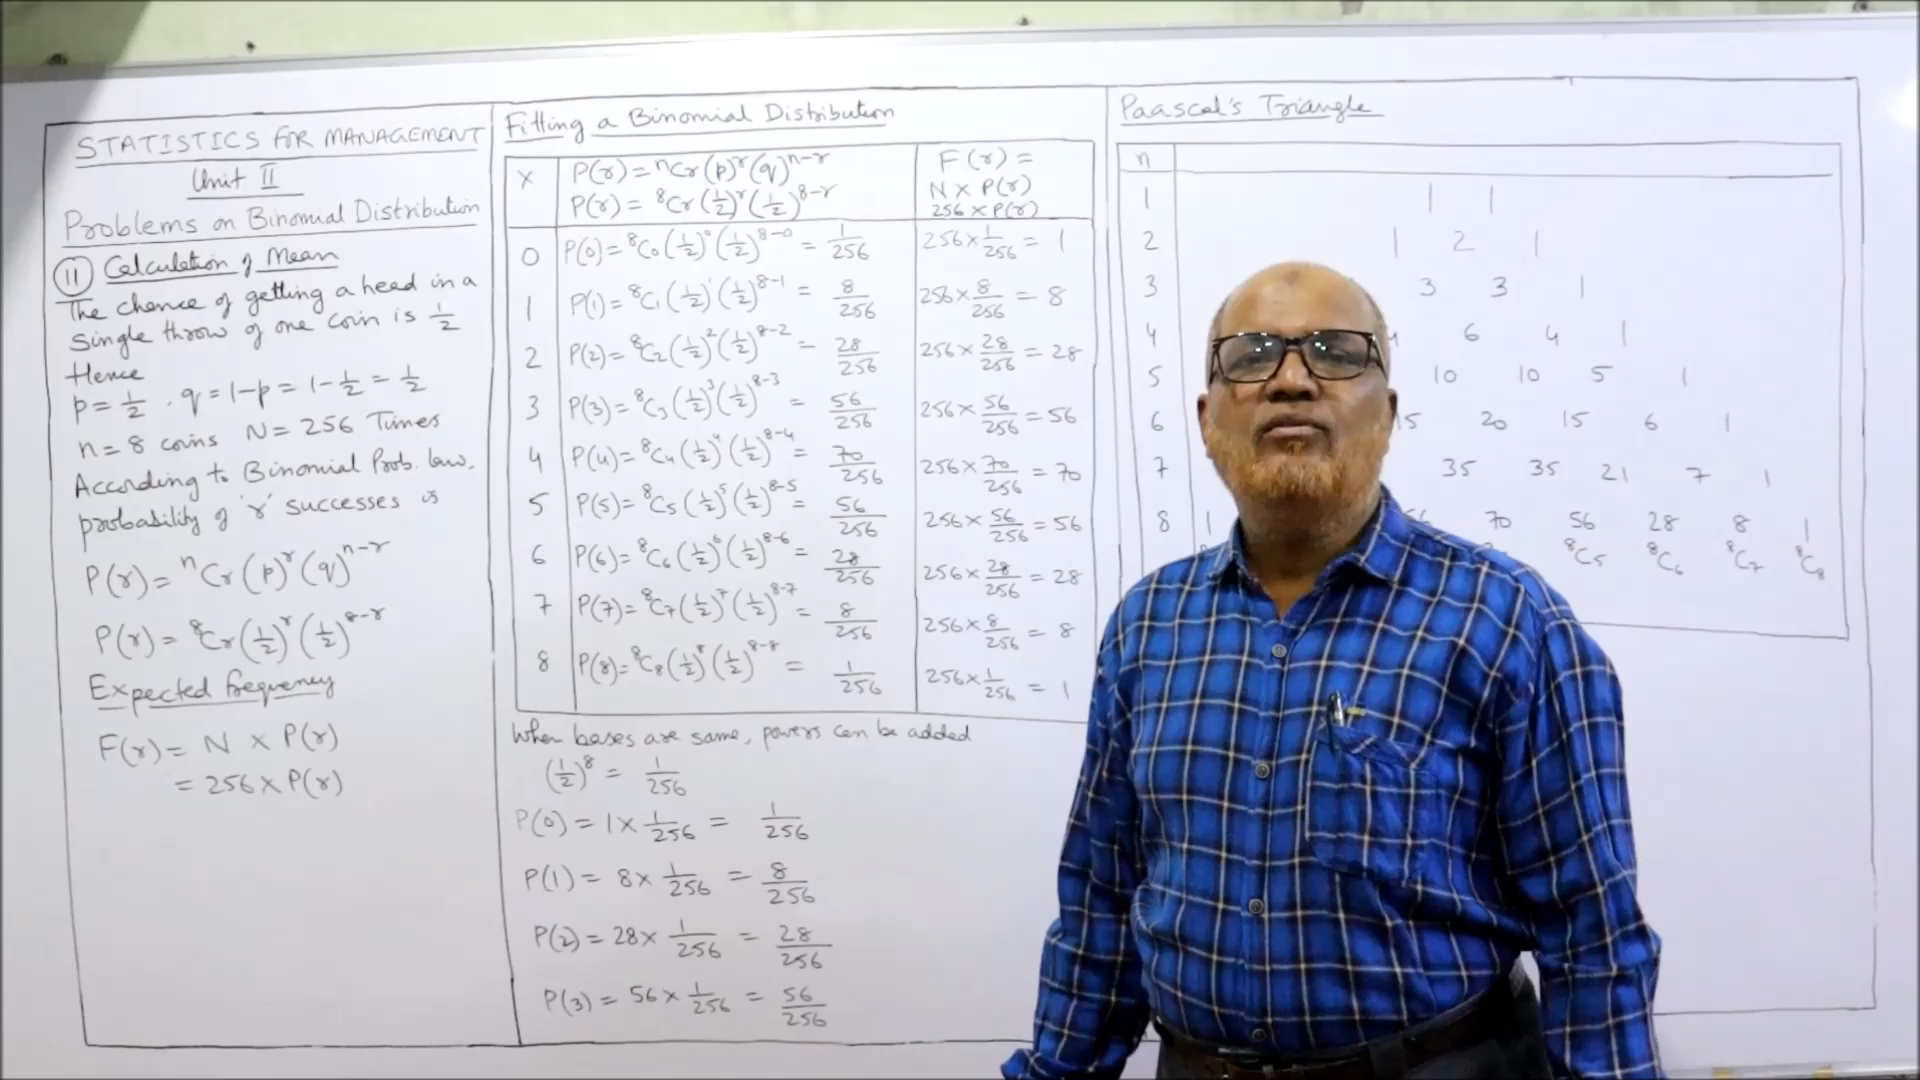 STATISTICS FOR MANAGEMENT
Unit II
Problems on Binomial Distribution
(11) Calculation of Mean
The chance of getting a head in a
single throw of one coin is 1/2
Hence
p = 1/2 . q = 1-p = 1-1/2 = 1/2
n = 8 coins N = 256 Times
According to Binomial Prob. law,
probability of 'r' successes is
P(r) = ⁿCr (p)^r (q)^(n-r)
P(r) = ⁸Cr (1/2)^r (1/2)^(8-r)
Expected frequency
F(r) = N × P(r)
= 256 × P(r)
Fitting a Binomial Distribution
X P(r) = ⁿCr (p)^r (q)^(n-r) F(r) =
N × P(r)
P(r) = ⁸Cr (1/2)^r (1/2)^(8-r) 256 × P(r)
0 P(0) = ⁸C₀ (1/2)^0 (1/2)^(8-0) = 1/256 256 × 1/256 = 1
1 P(1) = ⁸C₁ (1/2)^1 (1/2)^(8-1) = 8/256 256 × 8/256 = 8
2 P(2) = ⁸C₂ (1/2)^2 (1/2)^(8-2) = 28/256 256 × 28/256 = 28
3 P(3) = ⁸C₃ (1/2)^3 (1/2)^(8-3) = 56/256 256 × 56/256 = 56
4 P(4) = ⁸C₄ (1/2)^4 (1/2)^(8-4) = 70/256 256 × 70/256 = 70
5 P(5) = ⁸C₅ (1/2)^5 (1/2)^(8-5) = 56/256 256 × 56/256 = 56
6 P(6) = ⁸C₆ (1/2)^6 (1/2)^(8-6) = 28/256 256 × 28/256 = 28
7 P(7) = ⁸C₇ (1/2)^7 (1/2)^(8-7) = 8/256 256 × 8/256 = 8
8 P(8) = ⁸C₈ (1/2)^8 (1/2)^(8-8) = 1/256 256 × 1/256 = 1
When bases are same, powers can be added
(1/2)^8 = 1/256
P(0) = 1 × 1/256 = 1/256
P(1) = 8 × 1/256 = 8/256
P(2) = 28 × 1/256 = 28/256
P(3) = 56 × 1/256 = 56/256
Paascal's Triangle
n
1 1 1
2 1 2 1
3 3 3 1
4 6 4 1
5 10 10 5 1
6 15 20 15 6 1
7 35 35 21 7 1
8 1 70 56 28 8 1
⁸C₅ ⁸C₆ ⁸C₇ ⁸C₈